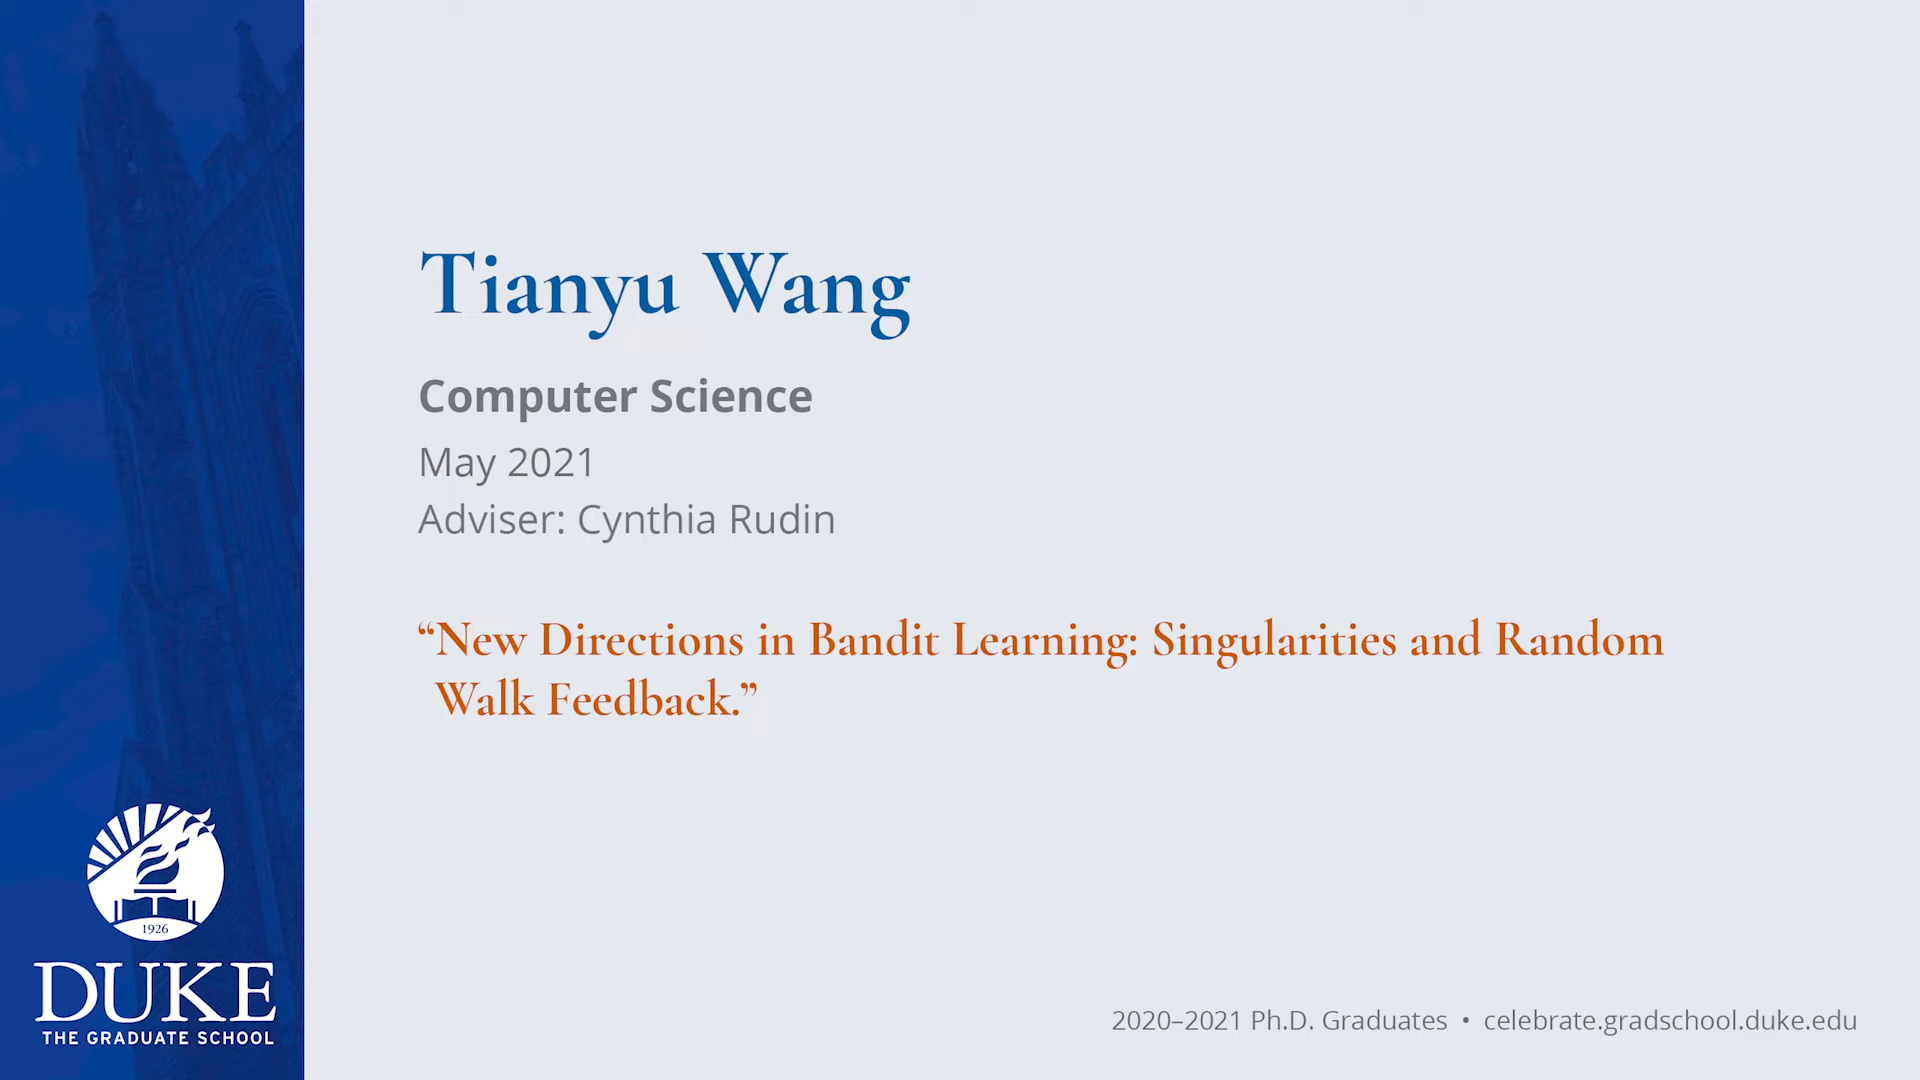 Tianyu Wang
Computer Science
May 2021
Adviser: Cynthia Rudin
“New Directions in Bandit Learning: Singularities and Random
Walk Feedback.”
1926
DUKE
THE GRADUATE SCHOOL
2020–2021 Ph.D. Graduates • celebrate.gradschool.duke.edu